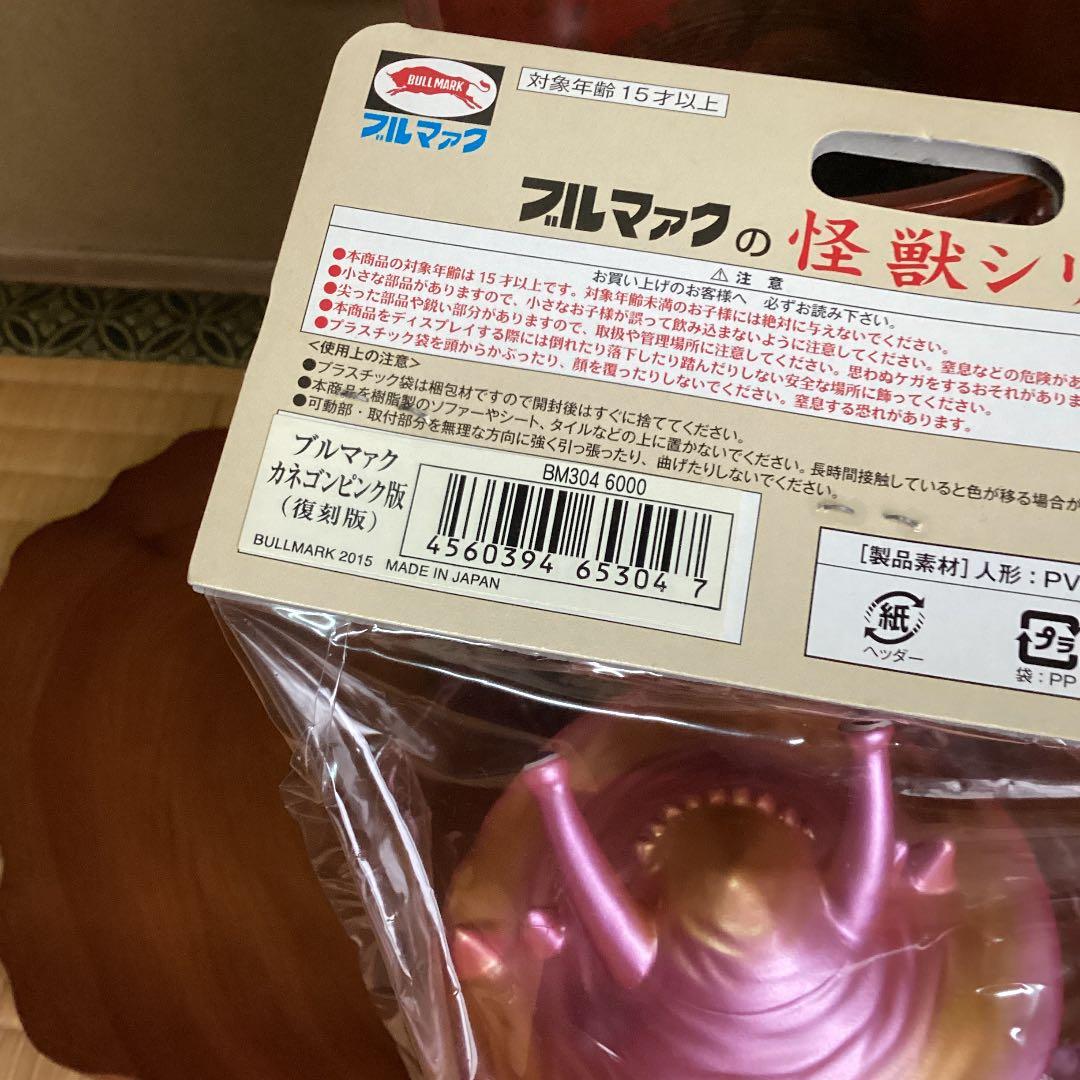 BULLMARK
ブルマァク
対象年齢15才以上
ブルマァクの怪獣シリ
⚠注 意
お買い上げのお客様へ 必ずお読み下さい。
●本商品の対象年齢は15才以上です。対象年齢未満のお子様には絶対に与えないでください。
●小さな部品がありますので、小さなお子様が誤って飲み込まないように注意してください。窒息などの危険があ
●尖った部品や鋭い部分がありますので、取扱や管理場所に注意してください。思わぬケガをするおそれがありま
●本商品をディスプレイする際には倒れたり落下したり踏んだりしない安全な場所に飾ってください。
●プラスチック袋を頭からかぶったり、顔を覆ったりしないでください。窒息する恐れがあります。
<使用上の注意>
●プラスチック袋は梱包材ですので開封後はすぐに捨ててください。
●本商品を樹脂製のソファーやシート、タイルなどの上に置かないでください。長時間接触していると色が移る場合が
●可動部・取付部分を無理な方向に強く引っ張ったり、曲げたりしないでください。
ブルマァク
カネゴンピンク版
(復刻版)
BULLMARK 2015 MADE IN JAPAN
BM304 6000
4560394 65304 7
[製品素材]人形:PV
紙
ヘッダー
プラ
袋:PP